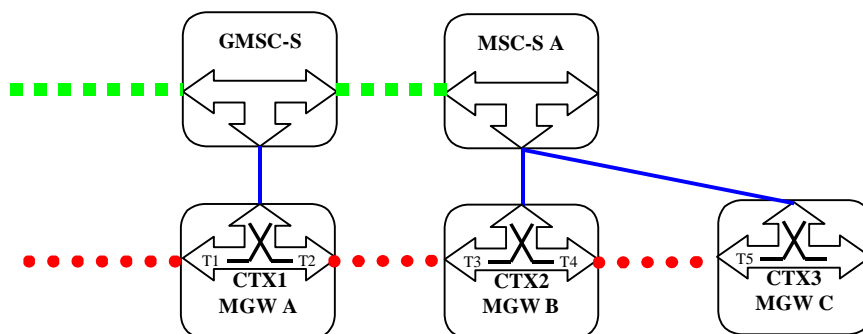 GMSC-S
MSC-S A
T1 T2
CTX1
MGW A
T3 T4
CTX2
MGW B
T5
CTX3
MGW C